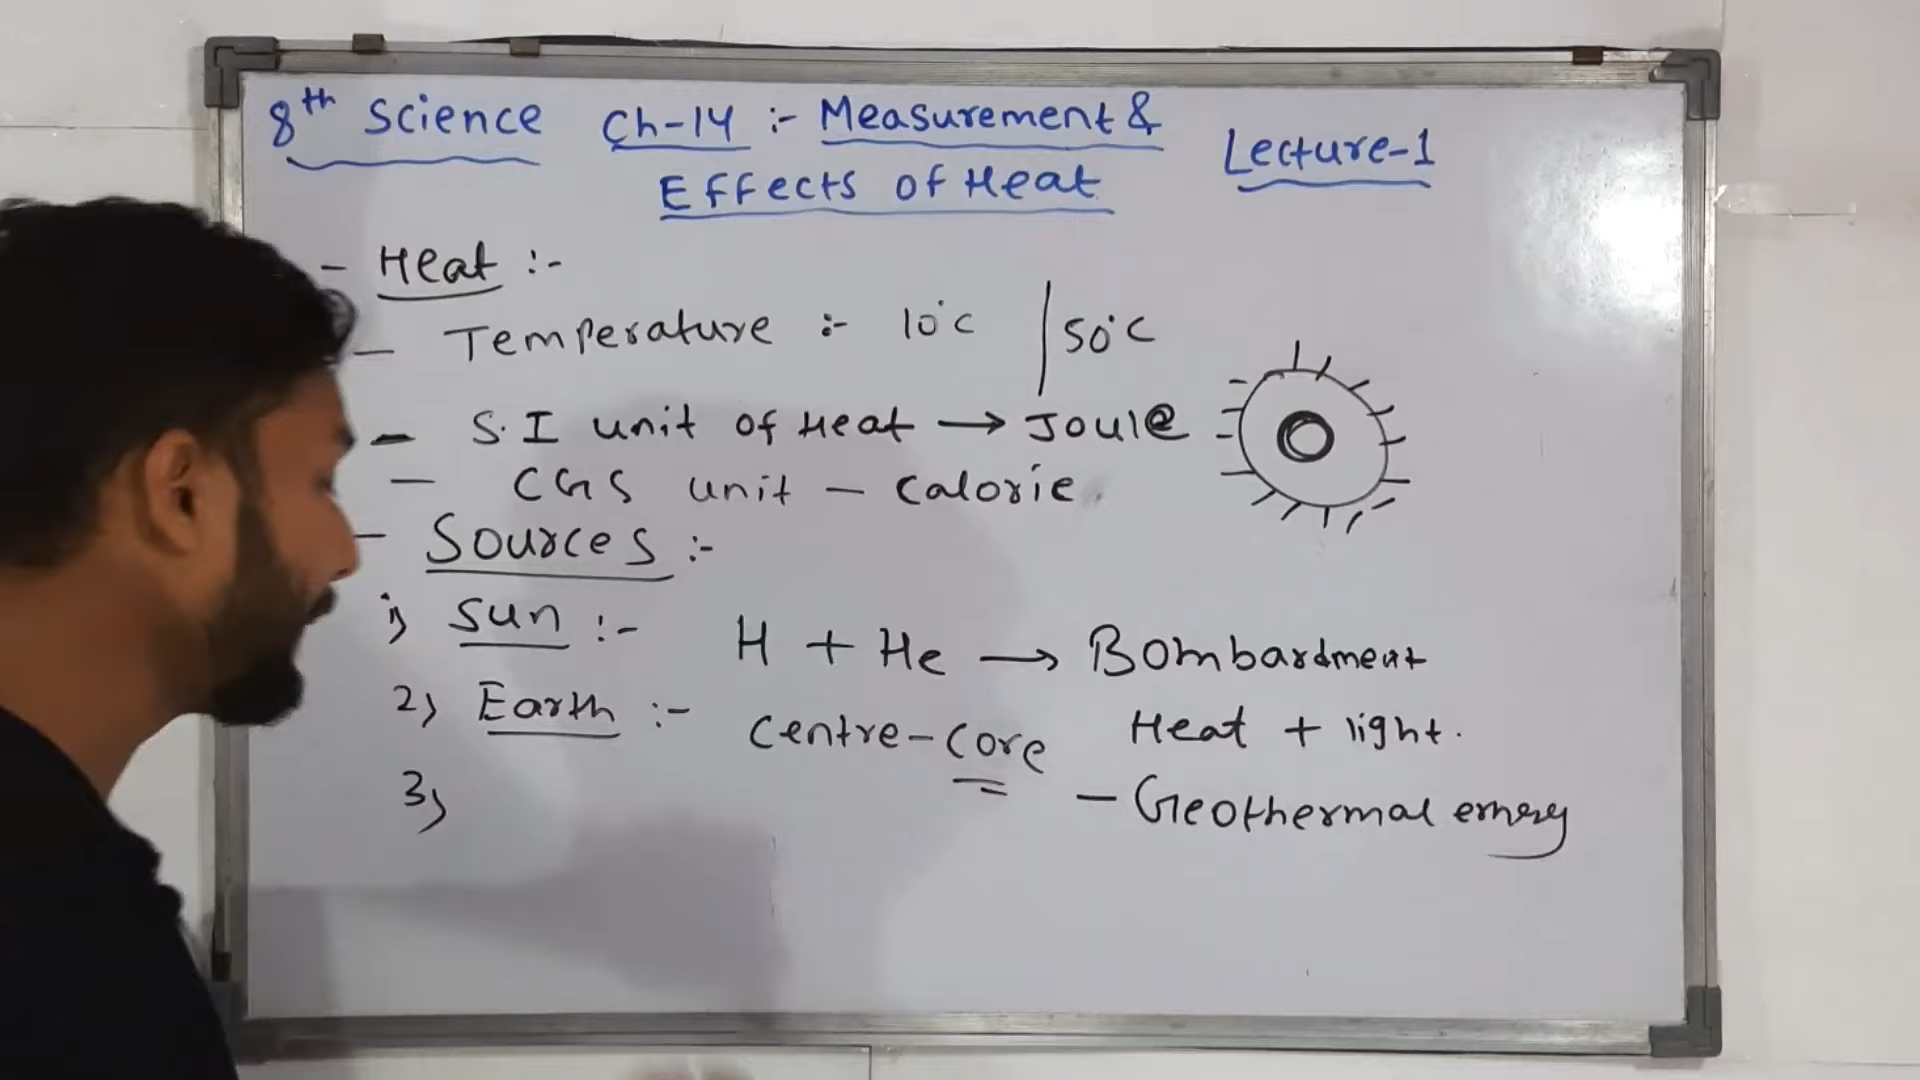 8th Science Ch-14 :- Measurement & Lecture-1
Effects of Heat
- Heat :-
- Temperature :- 10°C | 50°C
- S.I unit of Heat → Joule
- CGS unit - Calorie.
- Sources :-
1) Sun :- H + He → Bombardment
Heat + light.
2) Earth :- Centre-core
- Geothermal
3)